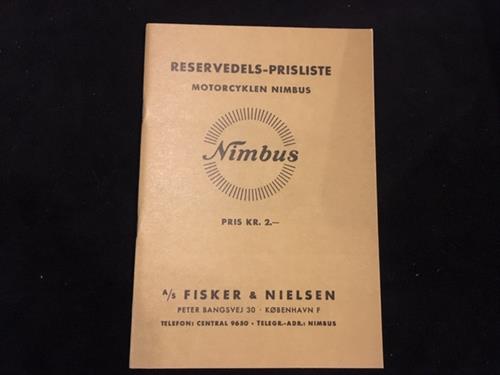 RESERVEDELS-PRISLISTE
MOTORCYKLEN NIMBUS
Nimbus
PRIS KR. 2.—
A/S FISKER & NIELSEN
PETER BANGSVEJ 30 · KØBENHAVN F
TELEFON: CENTRAL 9650 · TELEGR.-ADR.: NIMBUS